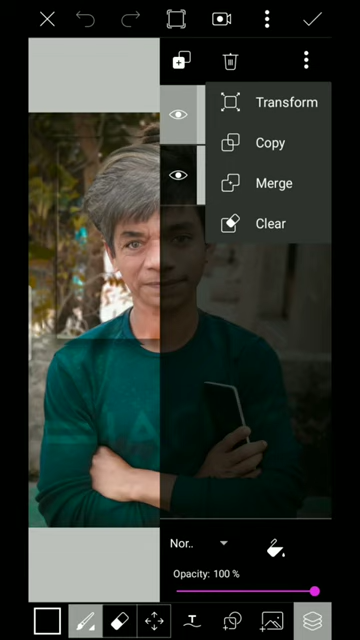 Transform
Copy
Merge
Clear
Nor..
Opacity: 100 %
T